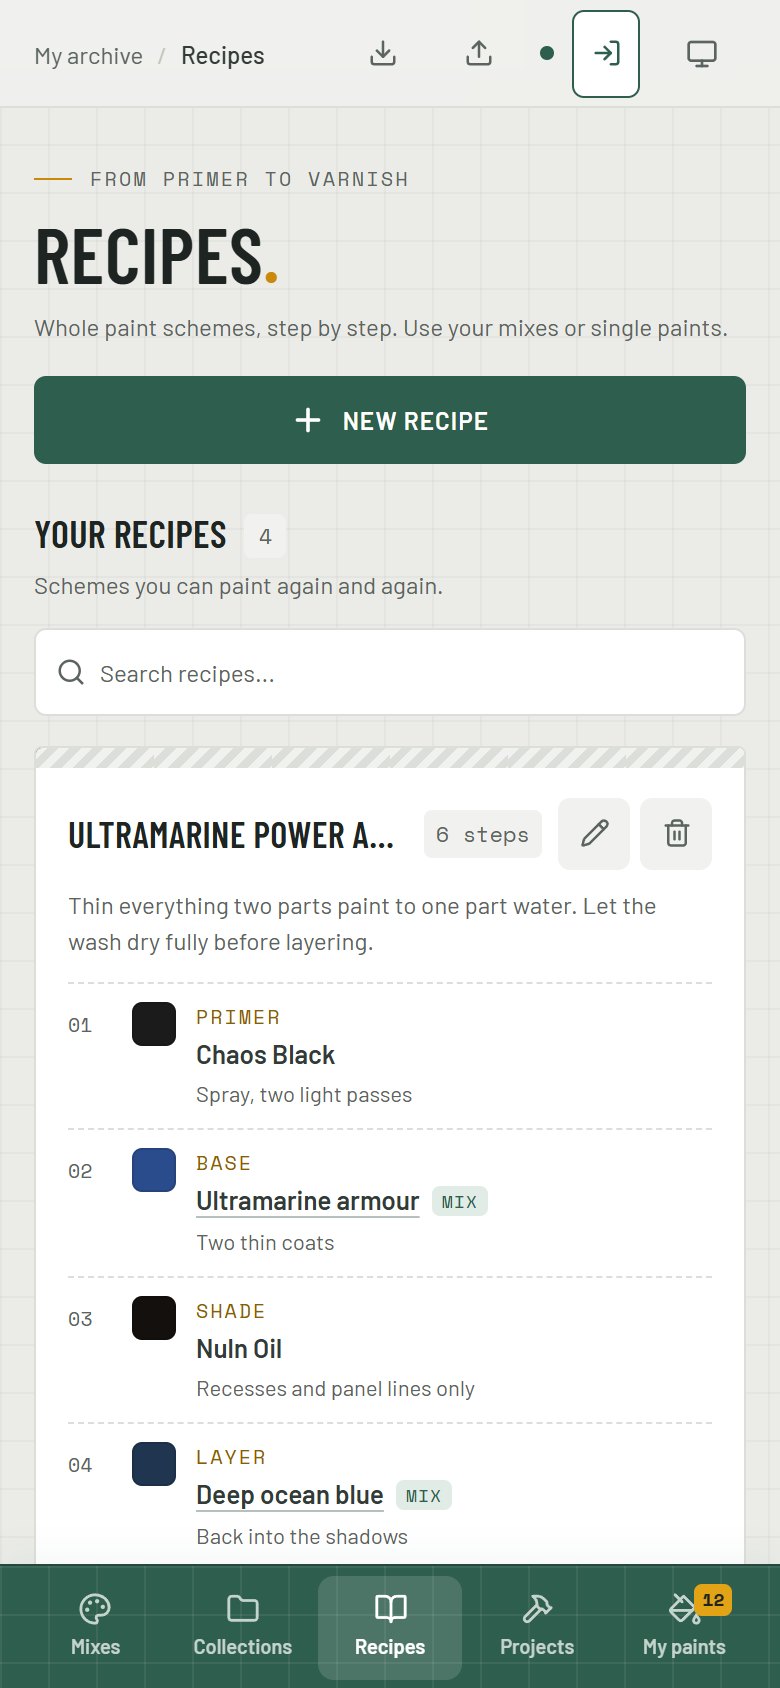 My archive / Recipes
FROM PRIMER TO VARNISH
RECIPES.
Whole paint schemes, step by step. Use your mixes or single paints.
NEW RECIPE
YOUR RECIPES 4
Schemes you can paint again and again.
Search recipes...
ULTRAMARINE POWER A... 6 steps
Thin everything two parts paint to one part water. Let the
wash dry fully before layering.
01 PRIMER
Chaos Black
Spray, two light passes
02 BASE
Ultramarine armour MIX
Two thin coats
03 SHADE
Nuln Oil
Recesses and panel lines only
04 LAYER
Deep ocean blue MIX
Back into the shadows
12
Mixes Collections Recipes Projects My paints